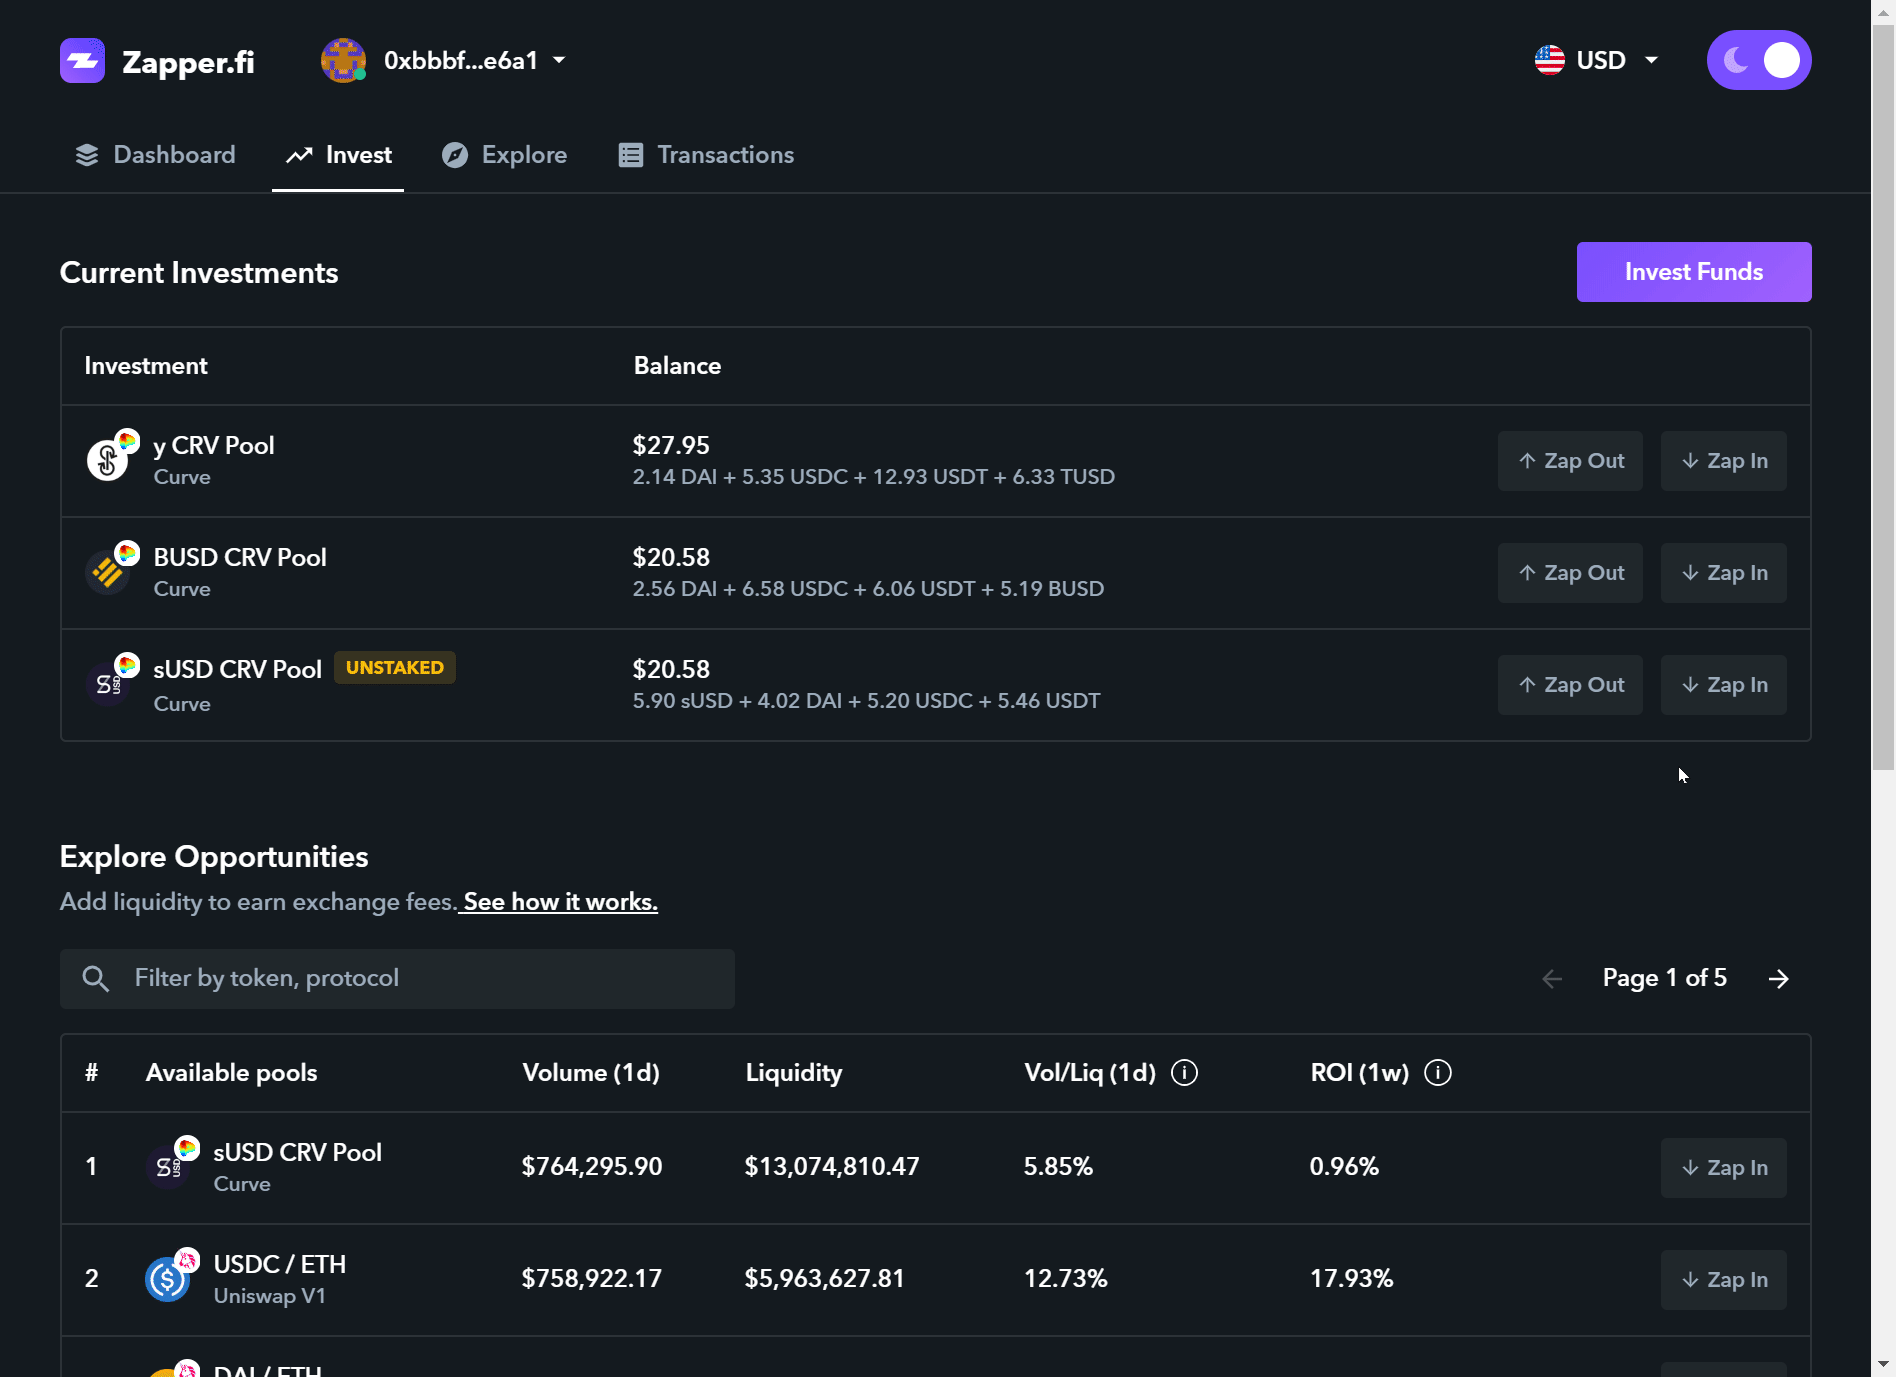 Zapper.fi
0xbbbf...e6a1
USD
Dashboard
Invest
Explore
Transactions
Current Investments
Invest Funds
Investment
Balance
y CRV Pool
Curve
$27.95
2.14 DAI + 5.35 USDC + 12.93 USDT + 6.33 TUSD
Zap Out
Zap In
BUSD CRV Pool
Curve
$20.58
2.56 DAI + 6.58 USDC + 6.06 USDT + 5.19 BUSD
Zap Out
Zap In
sUSD CRV Pool
UNSTAKED
Curve
$20.58
5.90 sUSD + 4.02 DAI + 5.20 USDC + 5.46 USDT
Zap Out
Zap In
Explore Opportunities
Add liquidity to earn exchange fees. See how it works.
Filter by token, protocol
Page 1 of 5
#
Available pools
Volume (1d)
Liquidity
Vol/Liq (1d)
ROI (1w)
1
sUSD CRV Pool
Curve
$764,295.90
$13,074,810.47
5.85%
0.96%
Zap In
2
USDC / ETH
Uniswap V1
$758,922.17
$5,963,627.81
12.73%
17.93%
Zap In
DAI / ETH